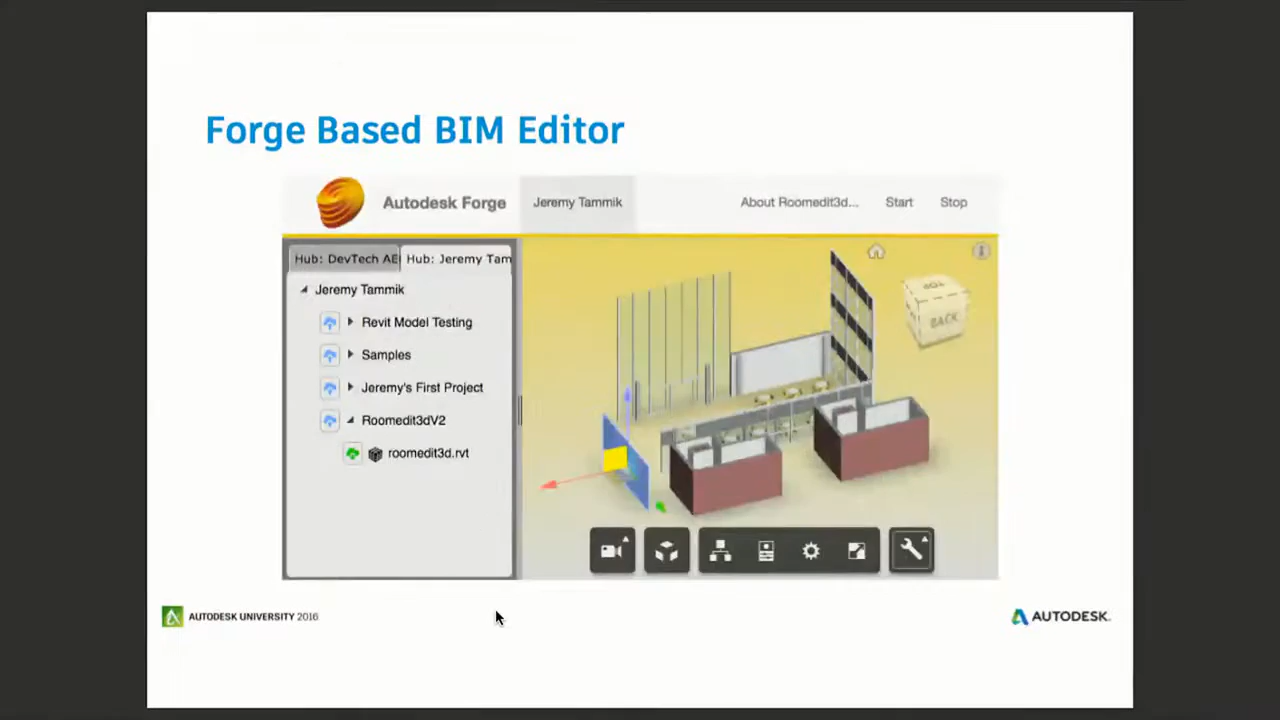 Forge Based BIM Editor
Autodesk Forge
Jeremy Tammik
About Roomedit3d...
Start
Stop
Hub: DevTech AE
Hub: Jeremy Tam
Jeremy Tammik
Revit Model Testing
Samples
Jeremy's First Project
Roomedit3dV2
roomedit3d.rvt
TOP
BACK
AUTODESK UNIVERSITY 2016
AUTODESK.